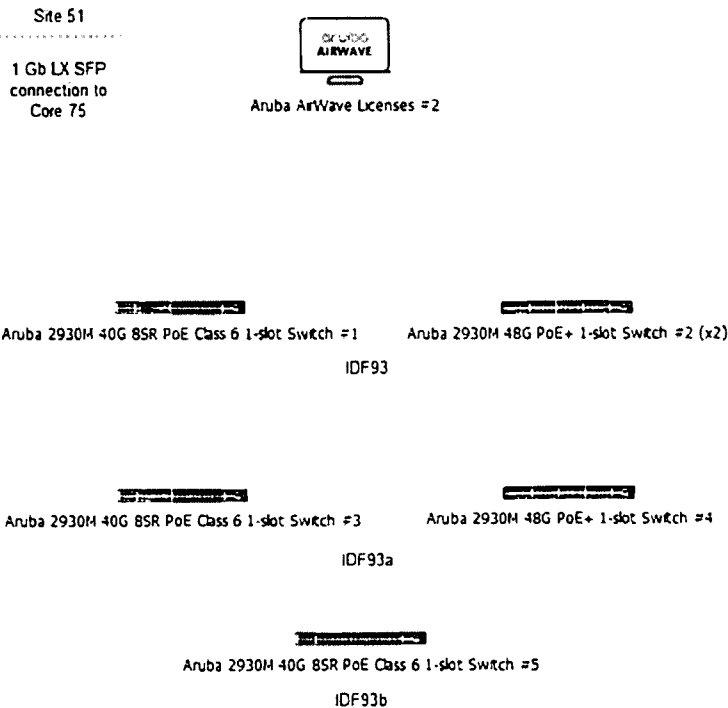 Site 51
1 Gb LX SFP
connection to
Core 75
aruba
AIRWAVE
Aruba AirWave Licenses #2
Aruba 2930M 40G 8SR PoE Class 6 1-slot Switch #1
Aruba 2930M 48G PoE+ 1-slot Switch #2 (x2)
IDF93
Aruba 2930M 40G 8SR PoE Class 6 1-slot Switch #3
Aruba 2930M 48G PoE+ 1-slot Switch #4
IDF93a
Aruba 2930M 40G 8SR PoE Class 6 1-slot Switch #5
IDF93b